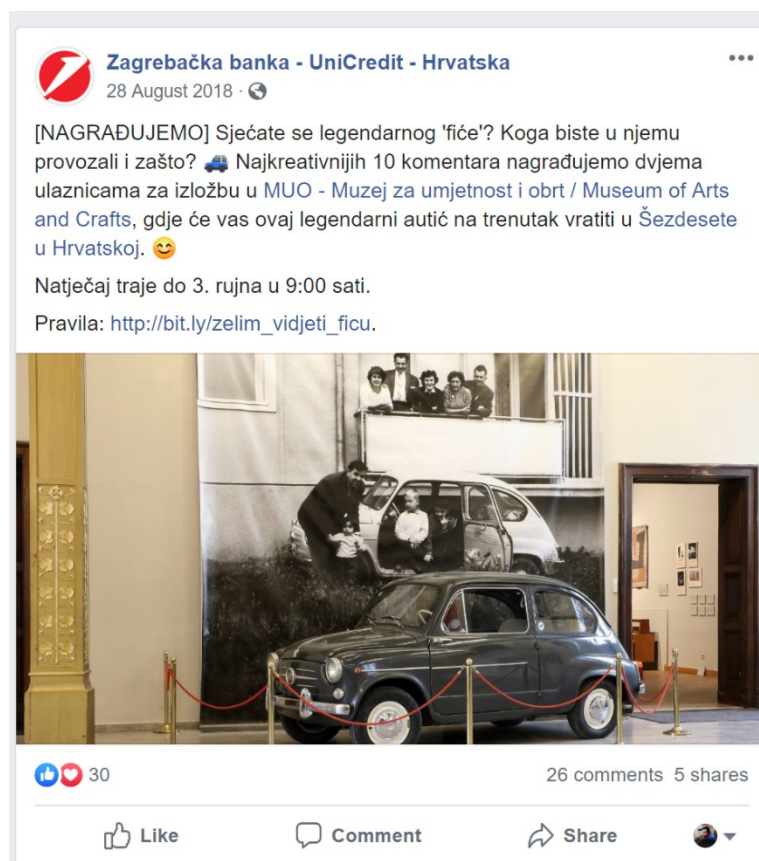 Zagrebačka banka - UniCredit - Hrvatska
28 August 2018 ·
[NAGRAĐUJEMO] Sjećate se legendarnog 'fiće'? Koga biste u njemu
provozali i zašto? 🚙 Najkreativnijih 10 komentara nagrađujemo dvjema
ulaznicama za izložbu u MUO - Muzej za umjetnost i obrt / Museum of Arts
and Crafts, gdje će vas ovaj legendarni autić na trenutak vratiti u Šezdesete
u Hrvatskoj. 😊
Natječaj traje do 3. rujna u 9:00 sati.
Pravila: http://bit.ly/zelim_vidjeti_ficu.
30
26 comments 5 shares
Like Comment Share